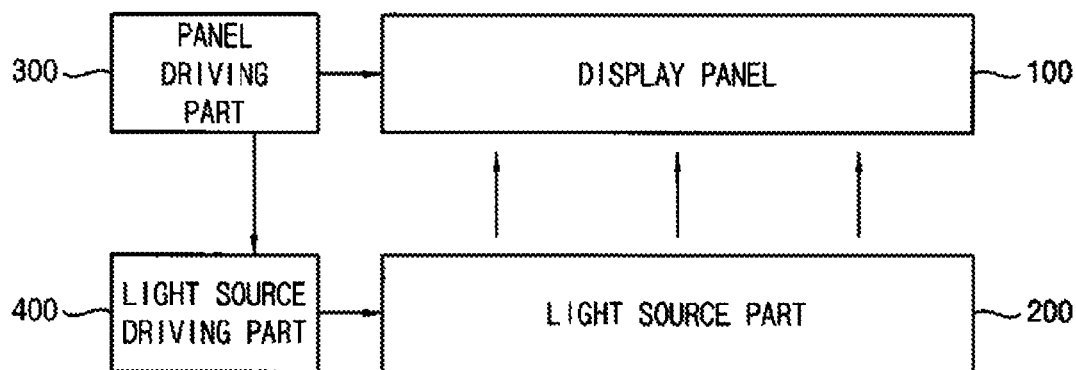 PANEL
DRIVING
PART
300
DISPLAY PANEL
100
LIGHT SOURCE
DRIVING PART
400
LIGHT SOURCE PART
200